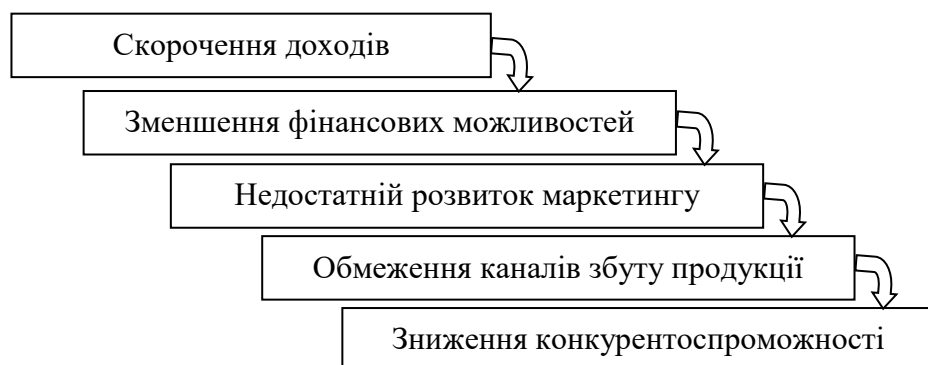 Скорочення доходів
Зменшення фінансових можливостей
Недостатній розвиток маркетингу
Обмеження каналів збуту продукції
Зниження конкурентоспроможності